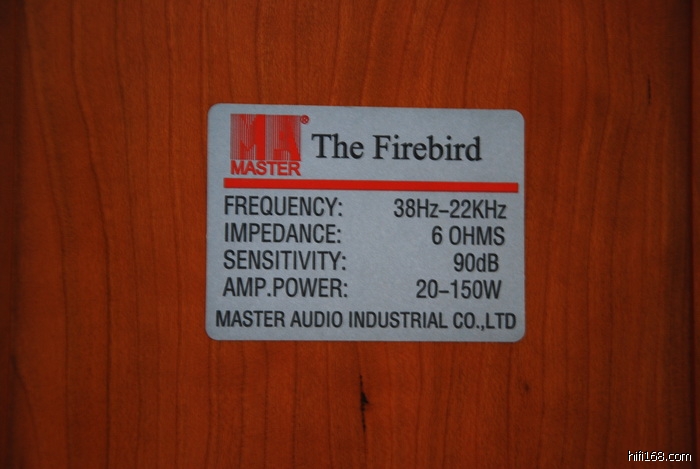 MA®
MASTER
The Firebird
FREQUENCY: 38Hz-22KHz
IMPEDANCE: 6 OHMS
SENSITIVITY: 90dB
AMP.POWER: 20-150W
MASTER AUDIO INDUSTRIAL CO.,LTD
hifi168.com